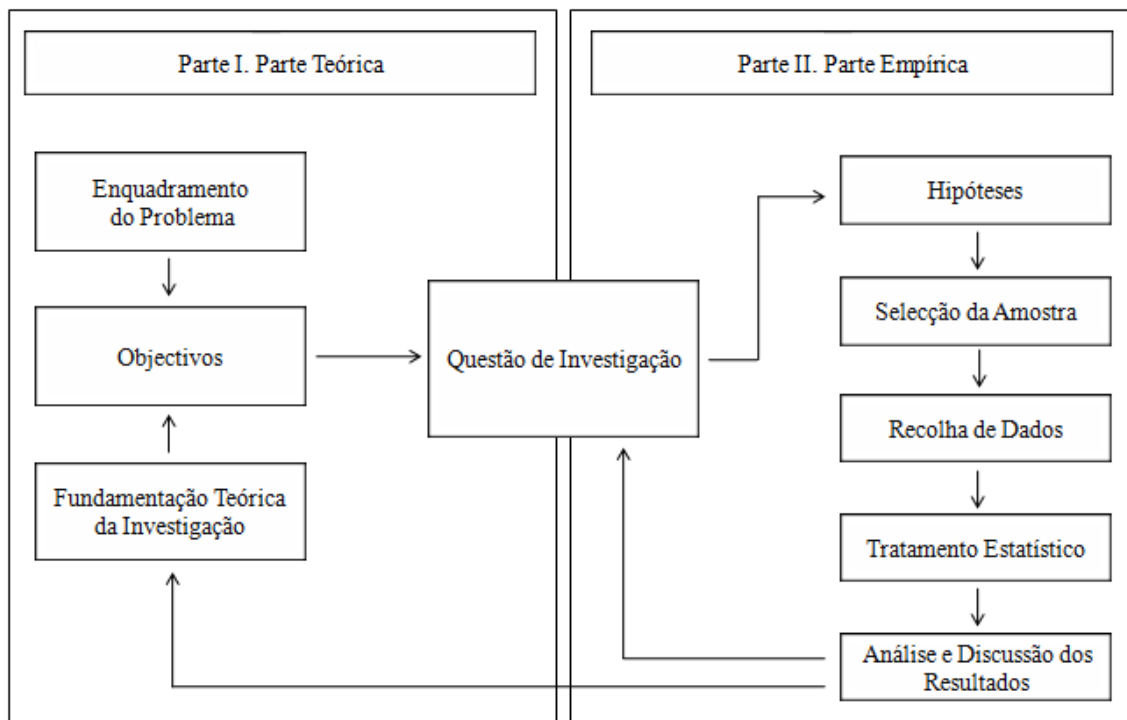 Parte I. Parte Teórica
Enquadramento
do Problema
Objectivos
Fundamentação Teórica
da Investigação
Questão de Investigação
Parte II. Parte Empírica
Hipóteses
Selecção da Amostra
Recolha de Dados
Tratamento Estatístico
Análise e Discussão dos
Resultados